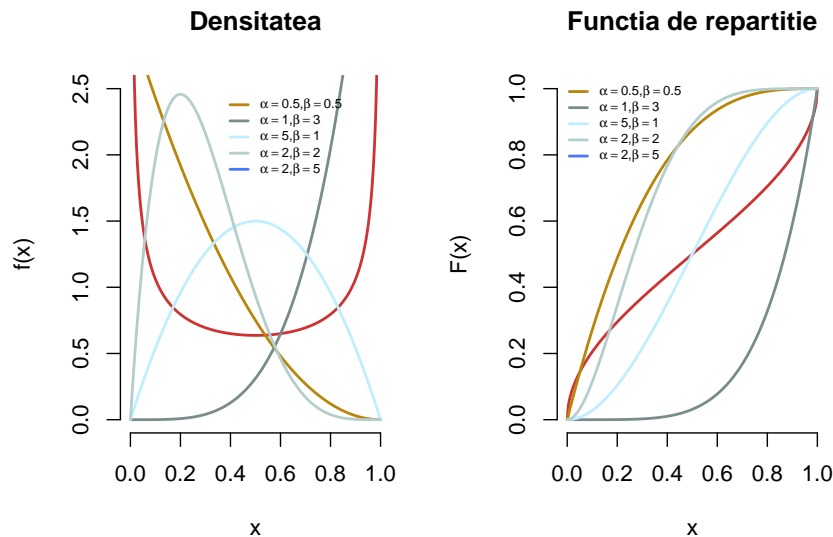 Densitatea
f(x)
2.5
2.0
1.5
1.0
0.5
0.0
α = 0.5,β = 0.5
α = 1,β = 3
α = 5,β = 1
α = 2,β = 2
α = 2,β = 5
0.0 0.2 0.4 0.6 0.8 1.0
x
Functia de repartitie
F(x)
1.0
0.8
0.6
0.4
0.2
0.0
α = 0.5,β = 0.5
α = 1,β = 3
α = 5,β = 1
α = 2,β = 2
α = 2,β = 5
0.0 0.2 0.4 0.6 0.8 1.0
x